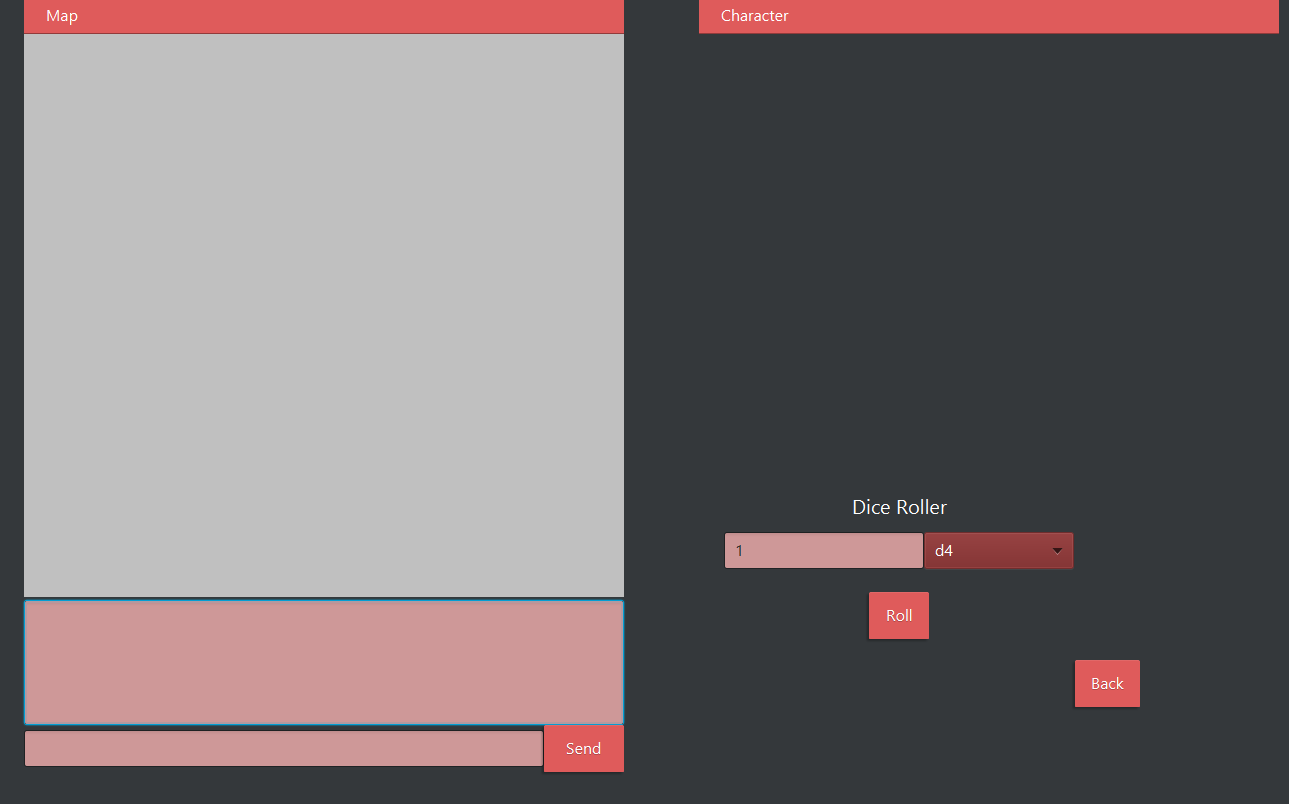 Map
Character
Dice Roller
1
d4
Roll
Back
Send